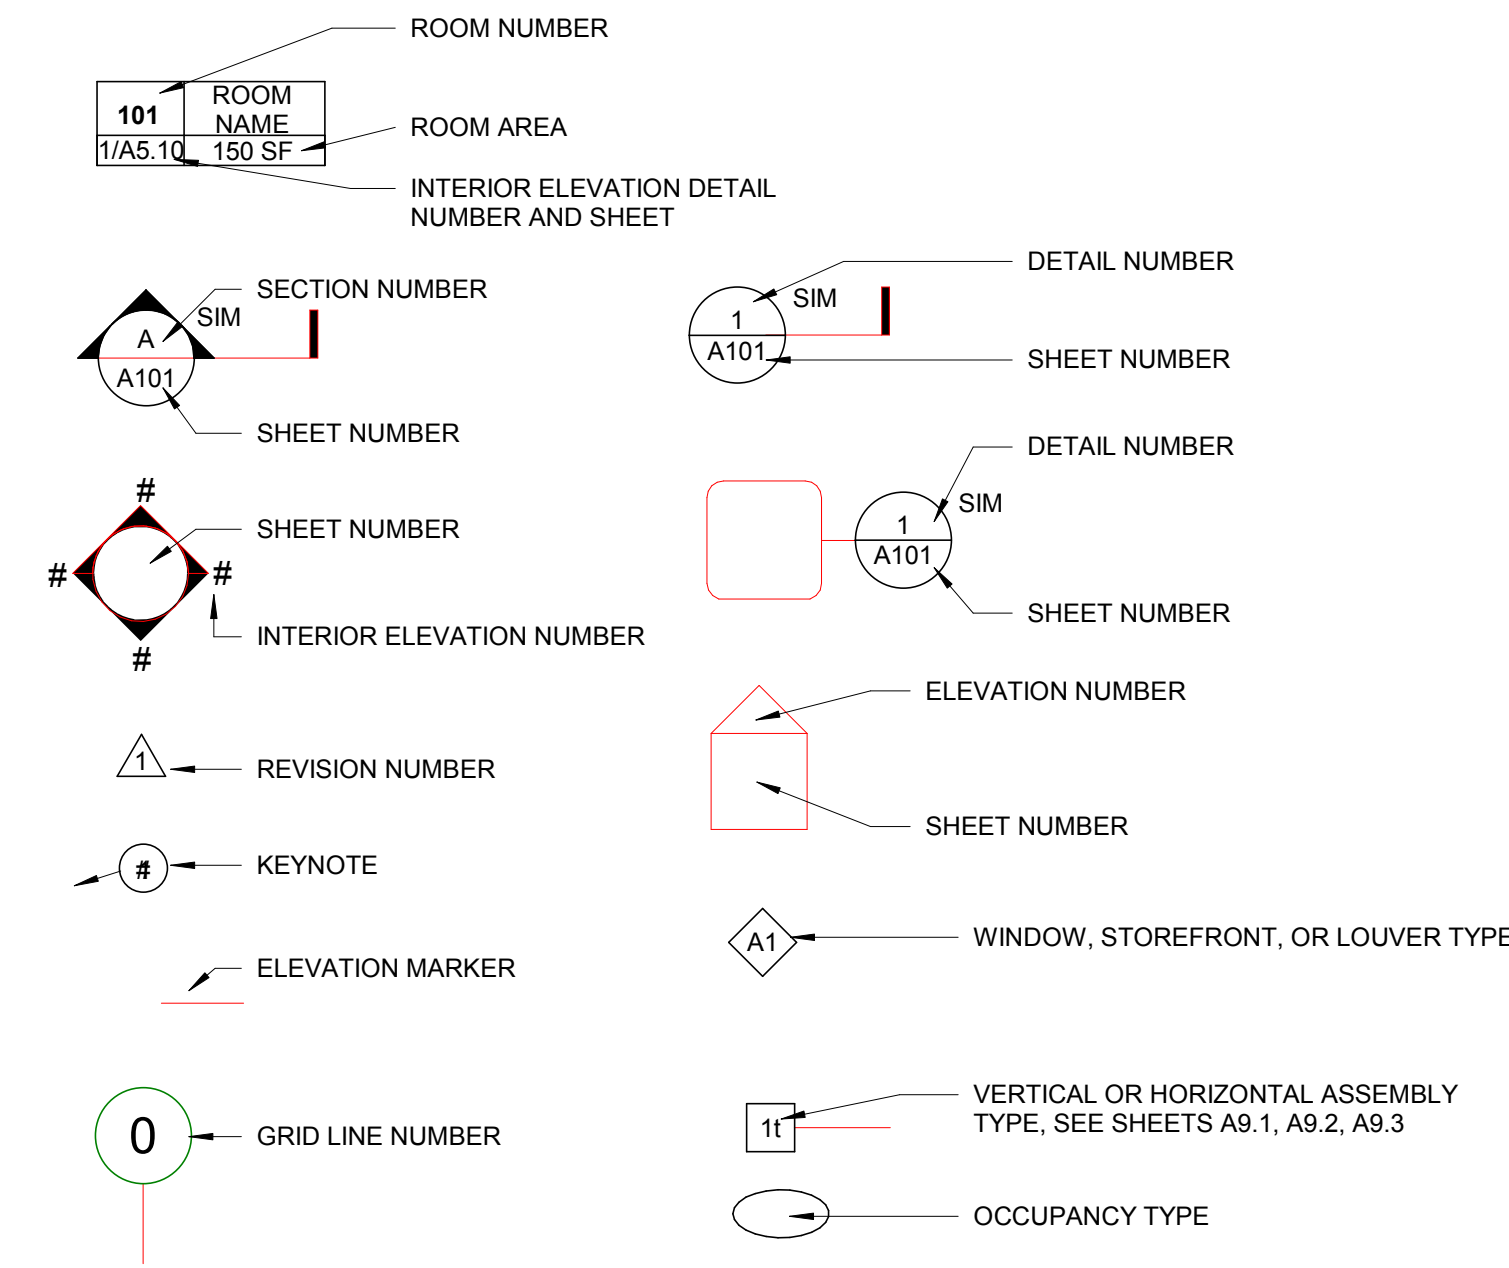 ROOM NUMBER
101
ROOM
NAME
1/A5.10
150 SF
ROOM AREA
INTERIOR ELEVATION DETAIL
NUMBER AND SHEET
SECTION NUMBER
SIM
A
A101
SHEET NUMBER
DETAIL NUMBER
SIM
1
A101
SHEET NUMBER
#
SHEET NUMBER
#
#
INTERIOR ELEVATION NUMBER
#
DETAIL NUMBER
SIM
1
A101
SHEET NUMBER
ELEVATION NUMBER
SHEET NUMBER
1
REVISION NUMBER
#
KEYNOTE
ELEVATION MARKER
A1
WINDOW, STOREFRONT, OR LOUVER TYPE
0
GRID LINE NUMBER
1t
VERTICAL OR HORIZONTAL ASSEMBLY
TYPE, SEE SHEETS A9.1, A9.2, A9.3
OCCUPANCY TYPE